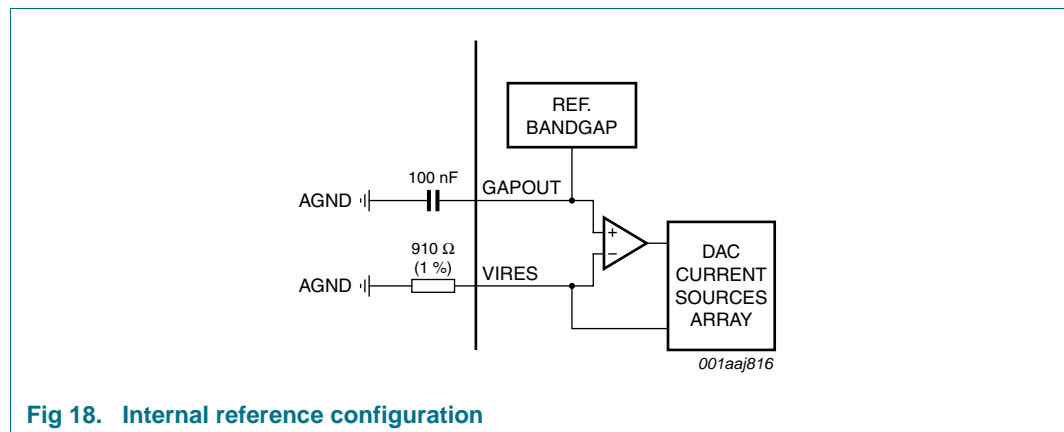 REF.
BANDGAP
100 nF
AGND
GAPOUT
910 Ω
(1 %)
AGND
VIRES
+
−
DAC
CURRENT
SOURCES
ARRAY
001aaj816
Fig 18. Internal reference configuration